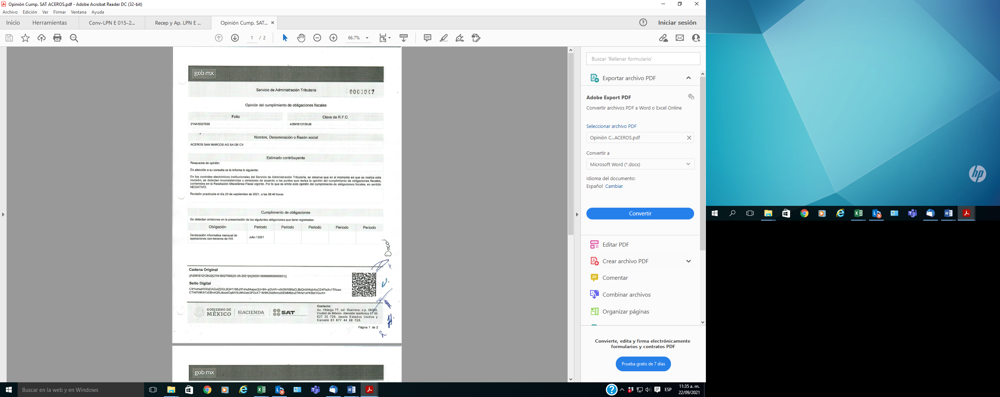 Opinión Cump. SAT ACEROS.pdf - Adobe Acrobat Reader DC (32-bit)
Archivo Edición Ver Firmar Ventana Ayuda
Inicio Herramientas Conv-LPN E 015-2... Recep y Ap. LPN E ... Opinión Cump. SAT... × Iniciar sesión
1 / 2 66.7%
gob mx
Servicio de Administración Tributaria 0000047
Opinión del cumplimiento de obligaciones fiscales
Folio Clave de R.F.C.
21NH5027698 ASM161213HJ9
Nombre, Denominación o Razón social
ACEROS SAN MARCOS AG SA DE CV
Estimado contribuyente
Respuesta de opinión:
En atención a su consulta se le informa lo siguiente:
En los controles electrónicos institucionales del Servicio de Administración Tributaria, se observa que en el momento en que se realiza esta
revisión, se detectan inconsistencias u omisiones de acuerdo a los puntos que revisa la opinión del cumplimiento de obligaciones fiscales,
contenidos en la Resolución Miscelánea Fiscal vigente. Por lo que se emite esta opinión del cumplimiento de obligaciones fiscales, en sentido
NEGATIVO.
Revisión practicada el día 20 de septiembre de 2021, a las 08:40 horas
Cumplimiento de obligaciones
Se detectan omisiones en la presentación de las siguientes obligaciones que tiene registradas:
Obligación Periodo Periodo Periodo Periodo Periodo
Declaración informativa mensual de
operaciones con terceros de IVA
Julio / 2021
Cadena Original
||ASM161213HJ9|21NH5027698|20-09-2021|N||00001088888800000031||
Sello Digital
GOBIERNO DE
MÉXICO HACIENDA SAT
Contacto:
Av. Hidalgo 77, col. Guerrero, c.p. 06300,
Ciudad de México. Atención telefónica 01 55
627 22 728, desde Estados Unidos y
Canadá 01 877 44 88 728.
Página 1 de 2
gob mx
Buscar 'Rellenar formulario'
Exportar archivo PDF
Adobe Export PDF
Convertir archivos PDF a Word o Excel Online
Seleccionar archivo PDF
Opinión C...ACEROS.pdf
Convertir a
Microsoft Word (*.docx)
Idioma del documento:
Español Cambiar
Convertir
Editar PDF
Crear archivo PDF
Comentar
Combinar archivos
Organizar páginas
Convierte, edita y firma electrónicamente
formularios y contratos PDF
Prueba gratis de 7 días
hp
Buscar en la web y en Windows
ESP
11:35 a. m.
22/09/2021